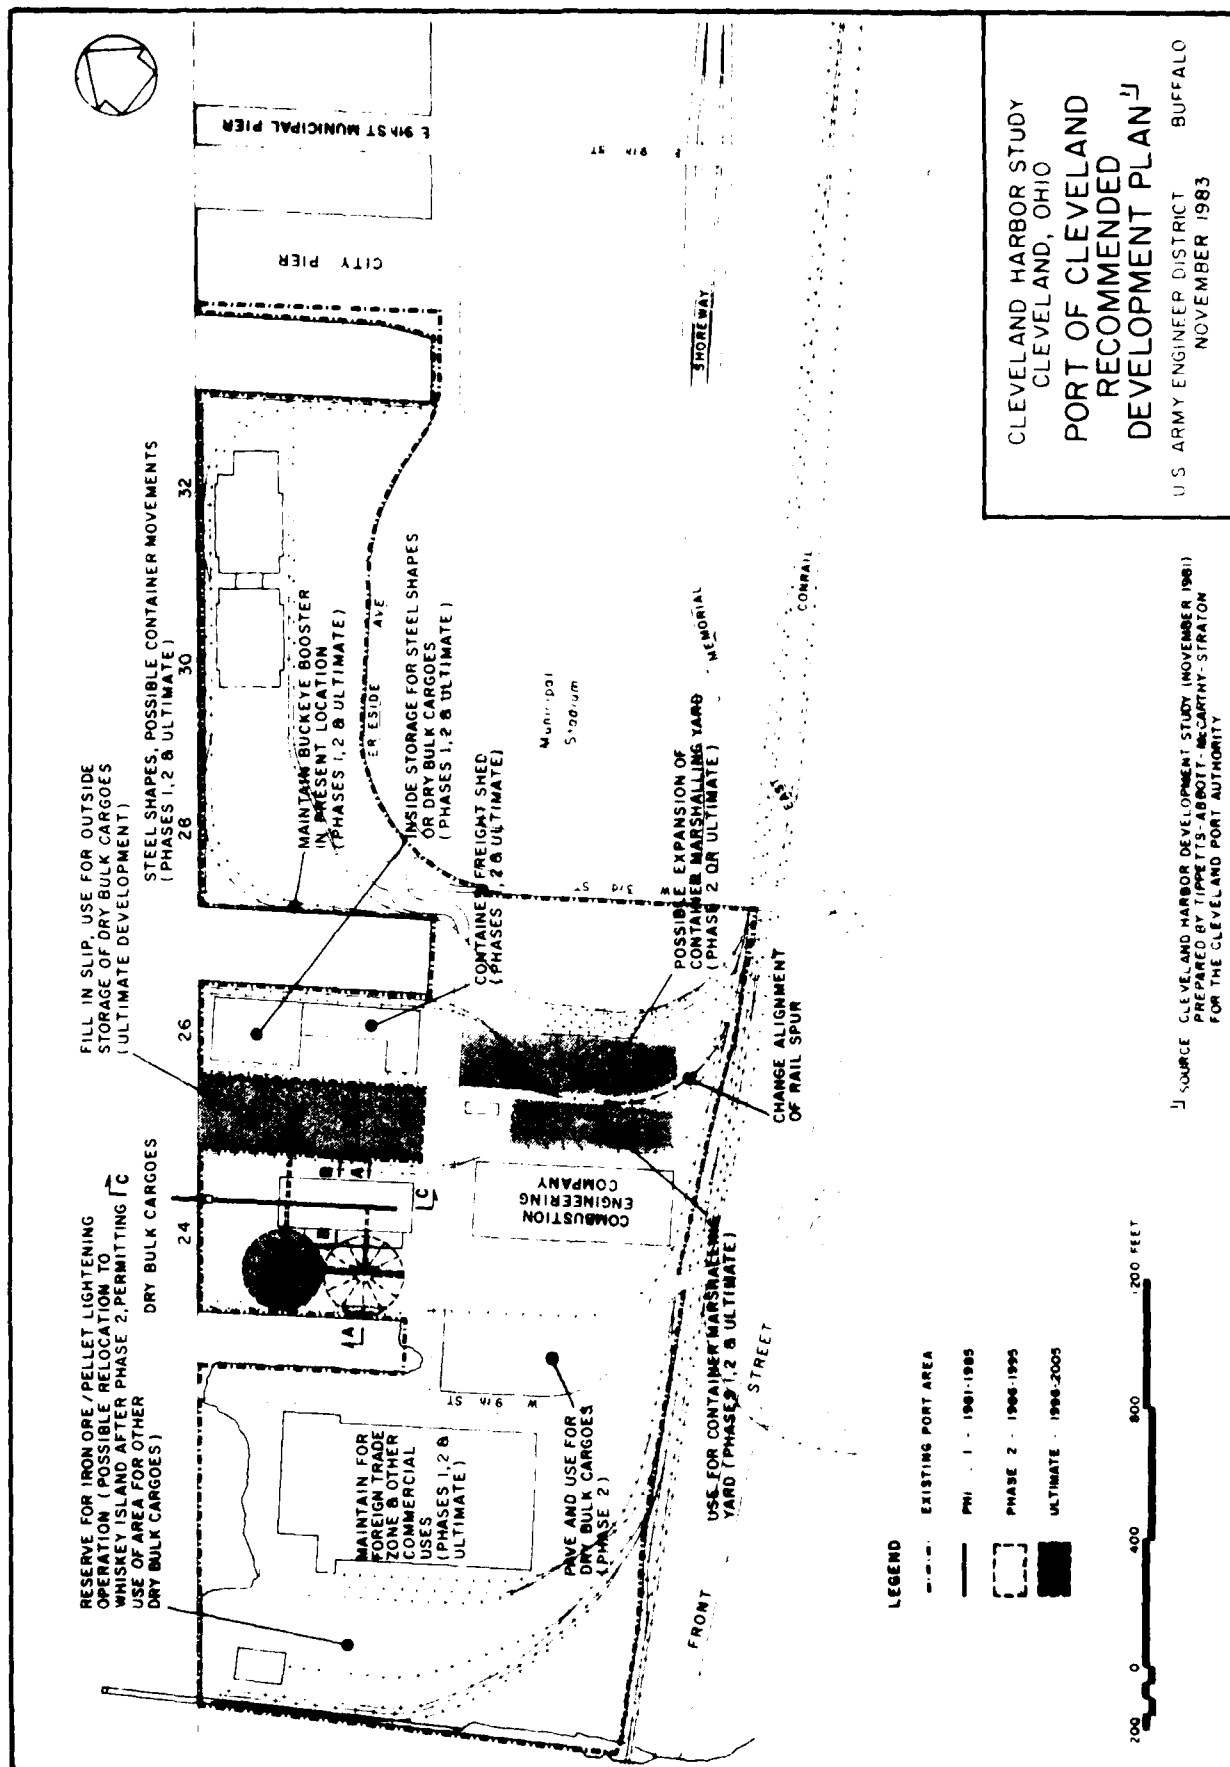 RESERVE FOR IRON ORE/PELLET LIGHTENING
OPERATION (POSSIBLE RELOCATION TO
WHISKEY ISLAND AFTER PHASE 2, PERMITTING
USE OF AREA FOR OTHER
DRY BULK CARGOES)
C
DRY BULK CARGOES
24
FILL IN SLIP, USE FOR OUTSIDE
STORAGE OF DRY BULK CARGOES
(ULTIMATE DEVELOPMENT)
26
STEEL SHAPES, POSSIBLE CONTAINER MOVEMENTS
(PHASES 1,2 & ULTIMATE)
28
30
32
MAINTAIN BUCKEYE BOOSTER
IN PRESENT LOCATION
(PHASES 1,2 & ULTIMATE)
INSIDE STORAGE FOR STEEL SHAPES
OR DRY BULK CARGOES
(PHASES 1,2 & ULTIMATE)
AVE
CITY PIER
E 9th ST MUNICIPAL PIER
E 9th ST
SHOREWAY
MEMORIAL
CONRAIL
EAST
Municipal
Stadium
W 3rd ST
CONTAINER FREIGHT SHED
(PHASES 1,2 & ULTIMATE)
POSSIBLE EXPANSION OF
CONTAINER MARSHALLING YARD
(PHASE 2 OR ULTIMATE)
CHANGE ALIGNMENT
OF RAIL SPUR
COMBUSTION
ENGINEERING
COMPANY
A
A
B
B
C
USE FOR CONTAINER MARSHALLING
YARD (PHASES 1,2 & ULTIMATE)
W 9th ST
MAINTAIN FOR
FOREIGN TRADE
ZONE & OTHER
COMMERCIAL
USES
(PHASES 1,2 &
ULTIMATE)
PAVE AND USE FOR
DRY BULK CARGOES
(PHASE 2)
FRONT
STREET
LEGEND
EXISTING PORT AREA
1 - 1981-1985
PHASE 2 - 1986-1995
ULTIMATE - 1996-2005
200 0 400 800 1200 FEET
1/ SOURCE CLEVELAND HARBOR DEVELOPMENT STUDY (NOVEMBER 1981)
PREPARED BY TIPPETTS-ABBOTT-McCARTHY-STRATON
FOR THE CLEVELAND PORT AUTHORITY
CLEVELAND HARBOR STUDY
CLEVELAND, OHIO
PORT OF CLEVELAND
RECOMMENDED
DEVELOPMENT PLAN 1/
U S ARMY ENGINEER DISTRICT BUFFALO
NOVEMBER 1983